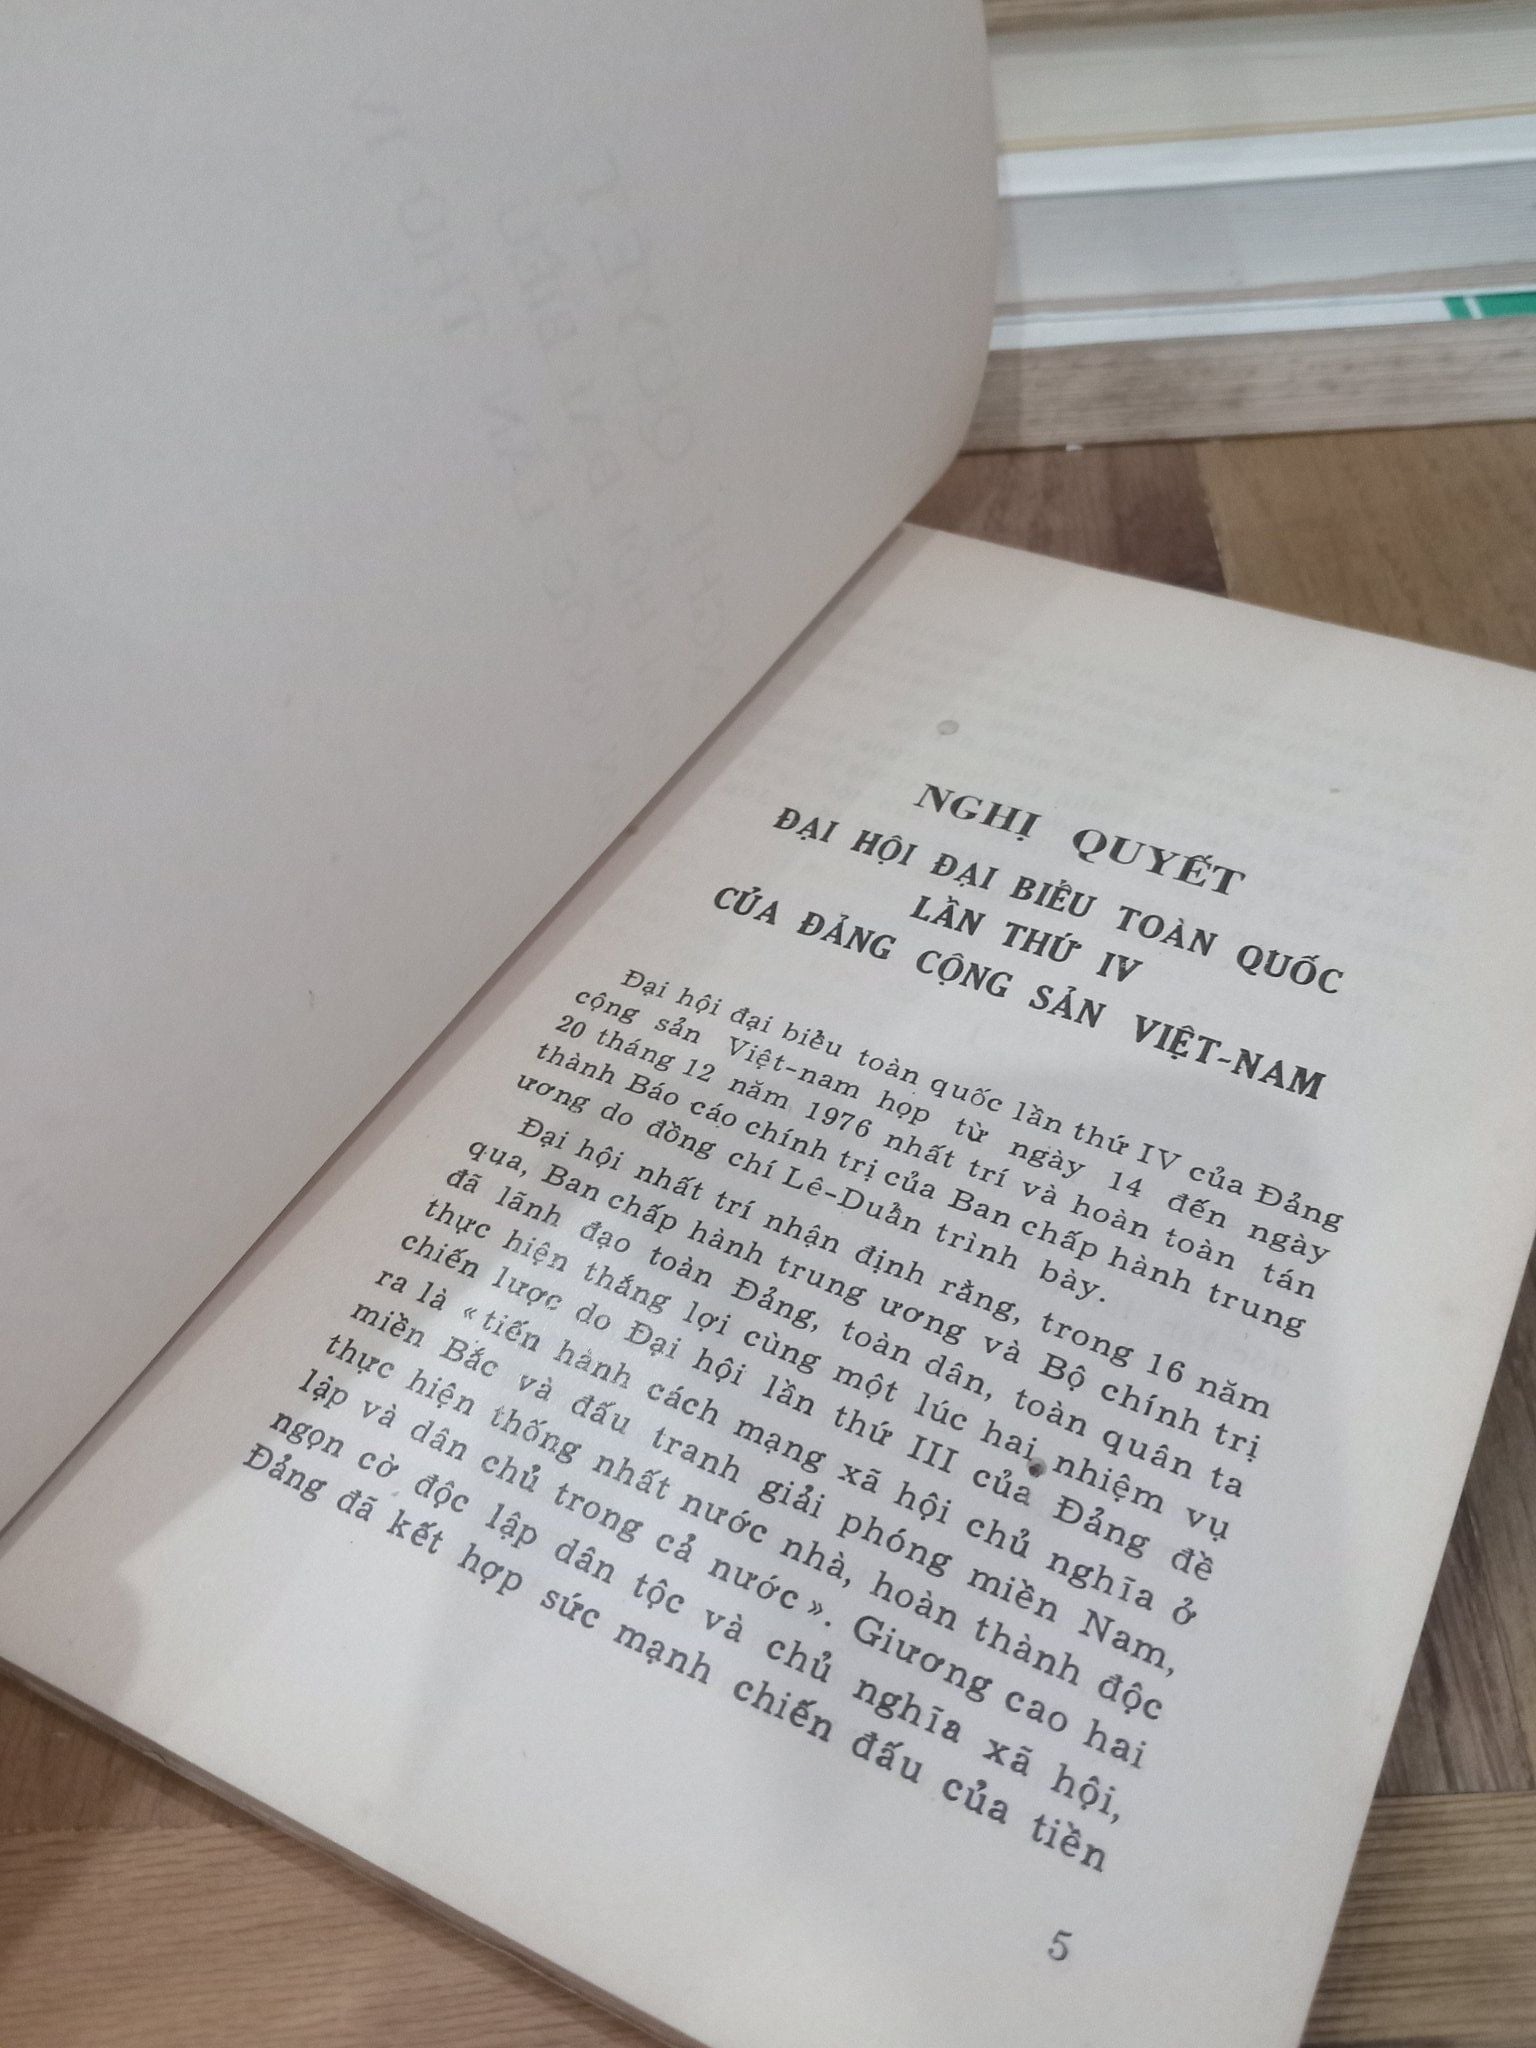 NGHỊ QUYẾT
ĐẠI HỘI ĐẠI BIỂU TOÀN QUỐC
LẦN THỨ IV
CỦA ĐẢNG CỘNG SẢN VIỆT-NAM
Đại hội đại biểu toàn quốc lần thứ IV của Đảng
cộng sản Việt-nam họp từ ngày 14 đến ngày
20 tháng 12 năm 1976 nhất trí và hoàn toàn tán
thành Báo cáo chính trị của Ban chấp hành trung
ương do đồng chí Lê-Duẩn trình bày.
Đại hội nhất trí nhận định rằng, trong 16 năm
qua, Ban chấp hành trung ương và Bộ chính trị
đã lãnh đạo toàn Đảng, toàn dân, toàn quân ta
thực hiện thắng lợi cùng một lúc hai nhiệm vụ
chiến lược do Đại hội lần thứ III của Đảng đề
ra là « tiến hành cách mạng xã hội chủ nghĩa ở
miền Bắc và đấu tranh giải phóng miền Nam,
thực hiện thống nhất nước nhà, hoàn thành độc
lập và dân chủ trong cả nước ». Giương cao hai
ngọn cờ độc lập dân tộc và chủ nghĩa xã hội,
Đảng đã kết hợp sức mạnh chiến đấu của tiền
5